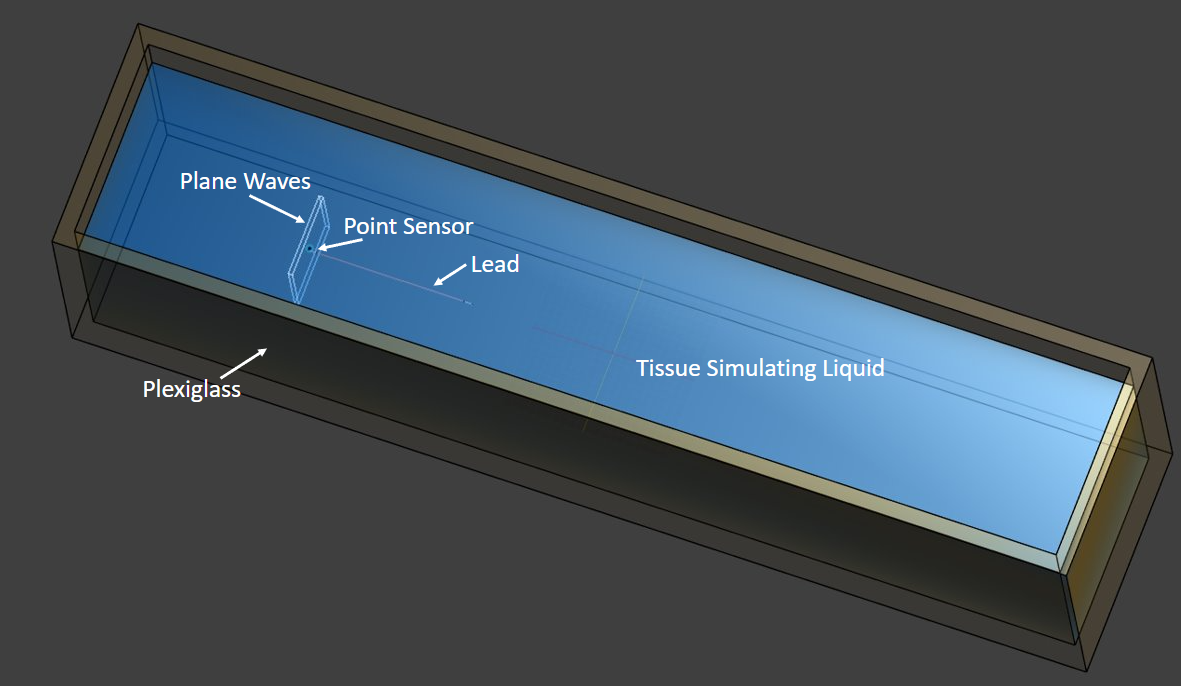 Plane Waves
Point Sensor
Lead
Tissue Simulating Liquid
Plexiglass